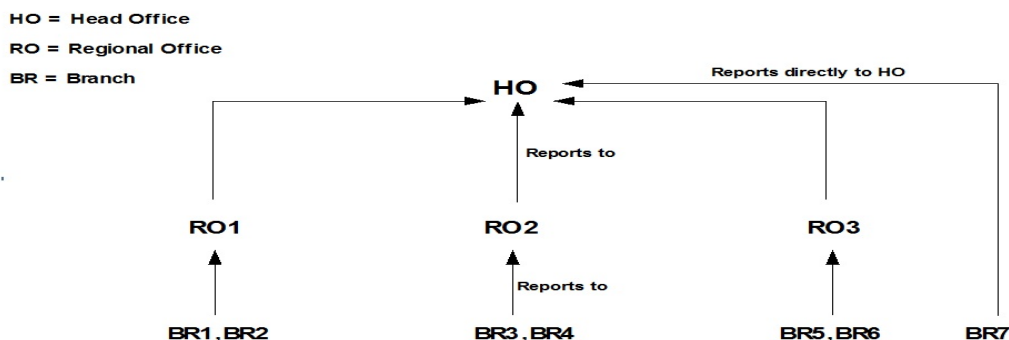 HO = Head Office
RO = Regional Office
BR = Branch
Reports directly to HO
HO
Reports to
RO1
RO2
RO3
Reports to
BR1,BR2
BR3,BR4
BR5,BR6
BR7